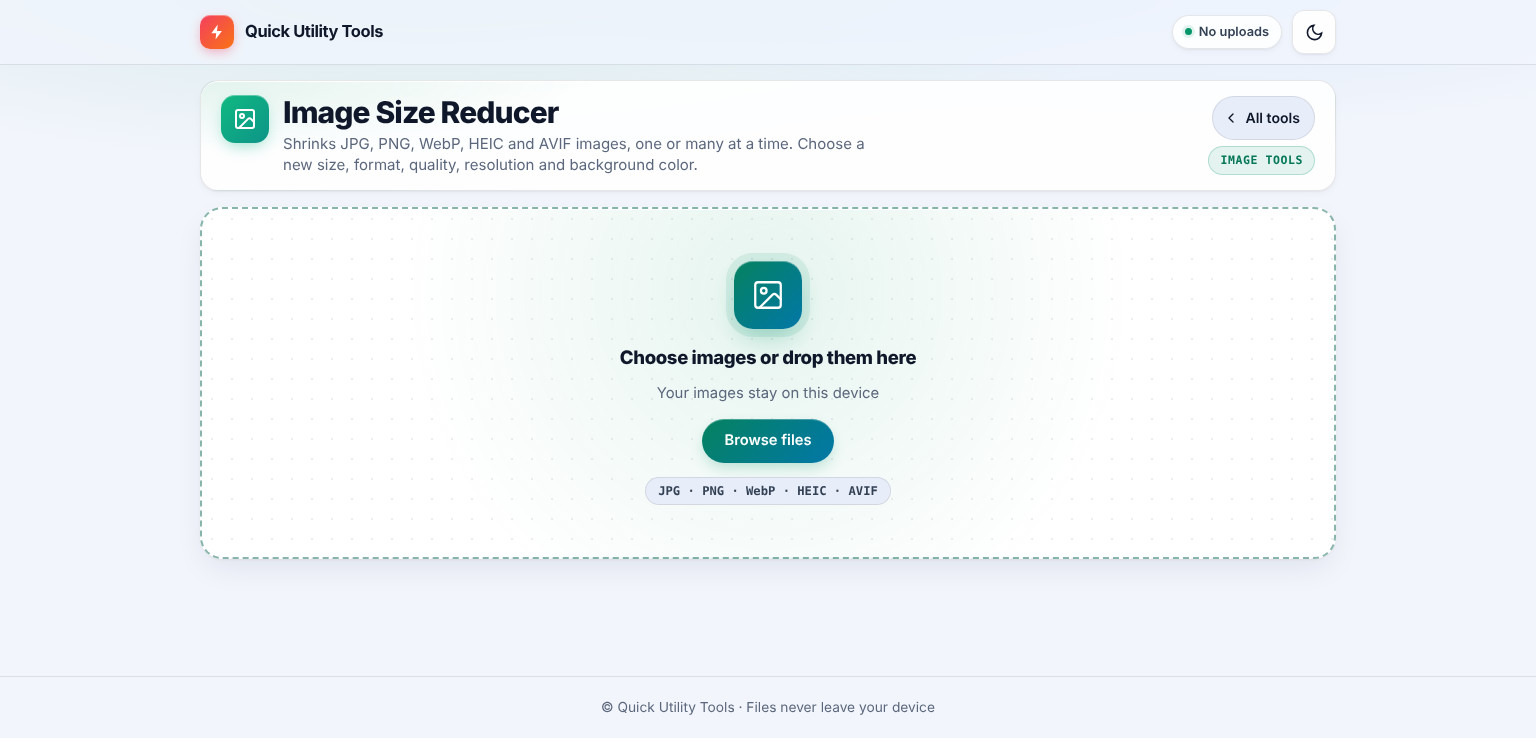 Quick Utility Tools
No uploads
Image Size Reducer
Shrinks JPG, PNG, WebP, HEIC and AVIF images, one or many at a time. Choose a
new size, format, quality, resolution and background color.
All tools
IMAGE TOOLS
Choose images or drop them here
Your images stay on this device
Browse files
JPG · PNG · WebP · HEIC · AVIF
© Quick Utility Tools · Files never leave your device